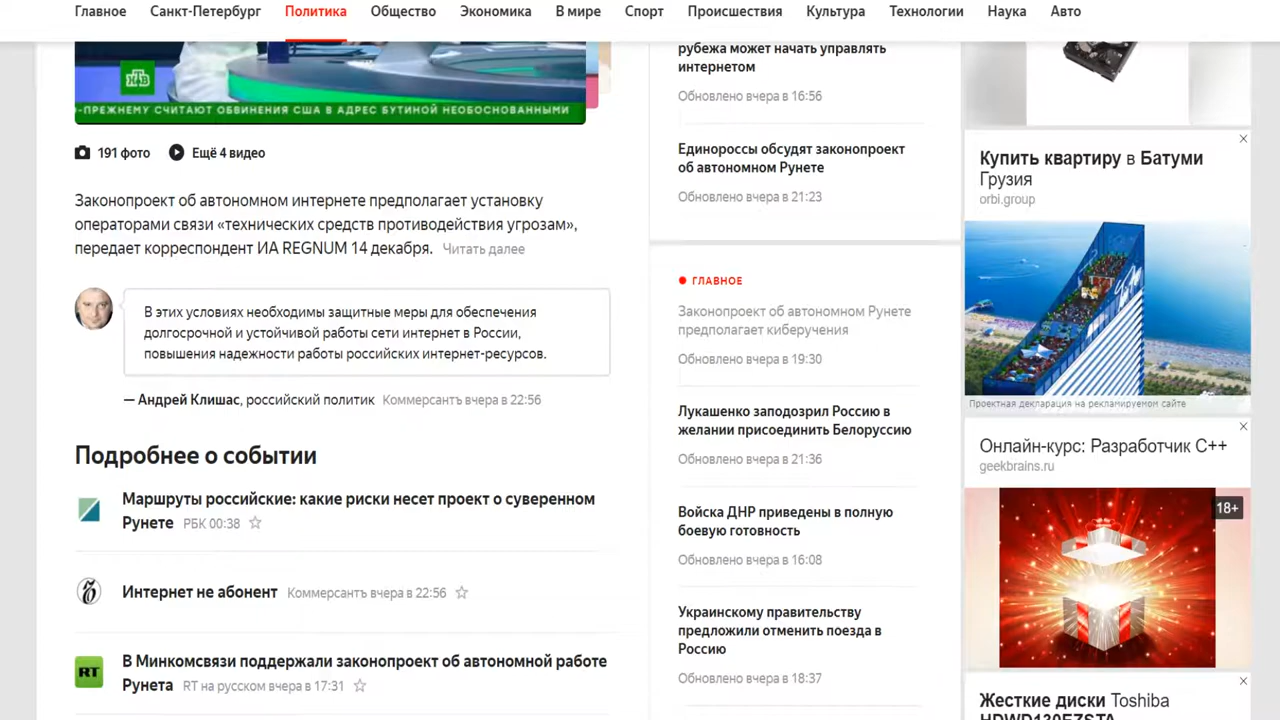 Главное Санкт-Петербург Политика Общество Экономика В мире Спорт Происшествия Культура Технологии Наука Авто
НТВ
О-ПРЕЖНЕМУ СЧИТАЮТ ОБВИНЕНИЯ США В АДРЕС БУТИНОЙ НЕОБОСНОВАННЫМИ
191 фото Ещё 4 видео
Законопроект об автономном интернете предполагает установку
операторами связи «технических средств противодействия угрозам»,
передает корреспондент ИА REGNUM 14 декабря. Читать далее
В этих условиях необходимы защитные меры для обеспечения
долгосрочной и устойчивой работы сети интернет в России,
повышения надежности работы российских интернет-ресурсов.
— Андрей Клишас, российский политик Коммерсантъ вчера в 22:56
Подробнее о событии
Маршруты российские: какие риски несет проект о суверенном
Рунете РБК 00:38
Интернет не абонент Коммерсантъ вчера в 22:56
RT
В Минкомсвязи поддержали законопроект об автономной работе
Рунета RT на русском вчера в 17:31
рубежа может начать управлять
интернетом
Обновлено вчера в 16:56
Единороссы обсудят законопроект
об автономном Рунете
Обновлено вчера в 21:23
ГЛАВНОЕ
Законопроект об автономном Рунете
предполагает киберучения
Обновлено вчера в 19:30
Лукашенко заподозрил Россию в
желании присоединить Белоруссию
Обновлено вчера в 21:36
Войска ДНР приведены в полную
боевую готовность
Обновлено вчера в 16:08
Украинскому правительству
предложили отменить поезда в
Россию
Обновлено вчера в 18:37
Купить квартиру в Батуми
Грузия
orbi.group
Проектная декларация на рекламируемом сайте
Онлайн-курс: Разработчик C++
geekbrains.ru
18+
Жесткие диски Toshiba
HDWD130EZSTA